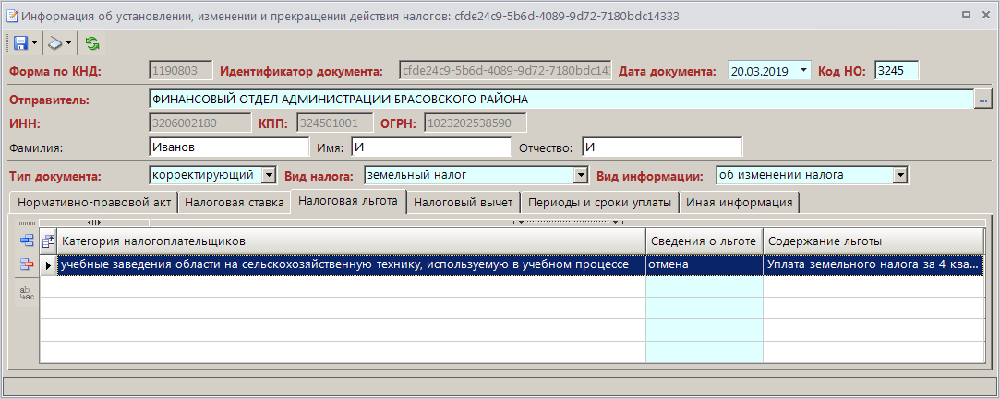 Информация об установлении, изменении и прекращении действия налогов: cfde24c9-5b6d-4089-9d72-7180bdc14333
Форма по КНД: 1190803 Идентификатор документа: cfde24c9-5b6d-4089-9d72-7180bdc14 Дата документа: 20.03.2019 Код НО: 3245
Отправитель: ФИНАНСОВЫЙ ОТДЕЛ АДМИНИСТРАЦИИ БРАСОВСКОГО РАЙОНА ...
ИНН: 3206002180 КПП: 324501001 ОГРН: 1023202538590
Фамилия: Иванов Имя: И Отчество: И
Тип документа: корректирующий Вид налога: земельный налог Вид информации: об изменении налога
Нормативно-правовой акт Налоговая ставка Налоговая льгота Налоговый вычет Периоды и сроки уплаты Иная информация
Категория налогоплательщиков Сведения о льготе Содержание льготы
учебные заведения области на сельскохозяйственную технику, используемую в учебном процессе отмена Уплата земельного налога за 4 ква...
ab
ac